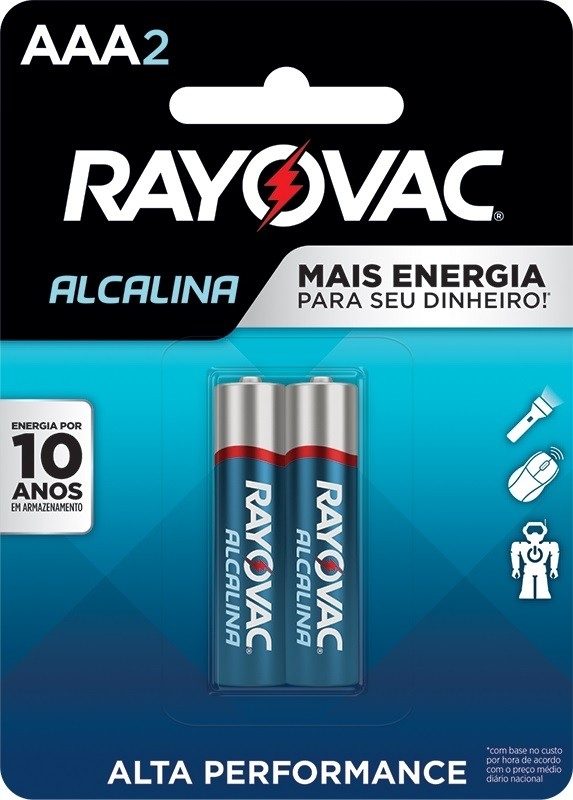 AAA2
RAYOVAC®
ALCALINA
MAIS ENERGIA
PARA SEU DINHEIRO!*
ENERGIA POR
10
ANOS
EM ARMAZENAMENTO
RAYOVAC®
ALCALINA
RAYOVAC®
ALCALINA
ALTA PERFORMANCE
*com base no custo
por hora de acordo
com o preço médio
diário nacional